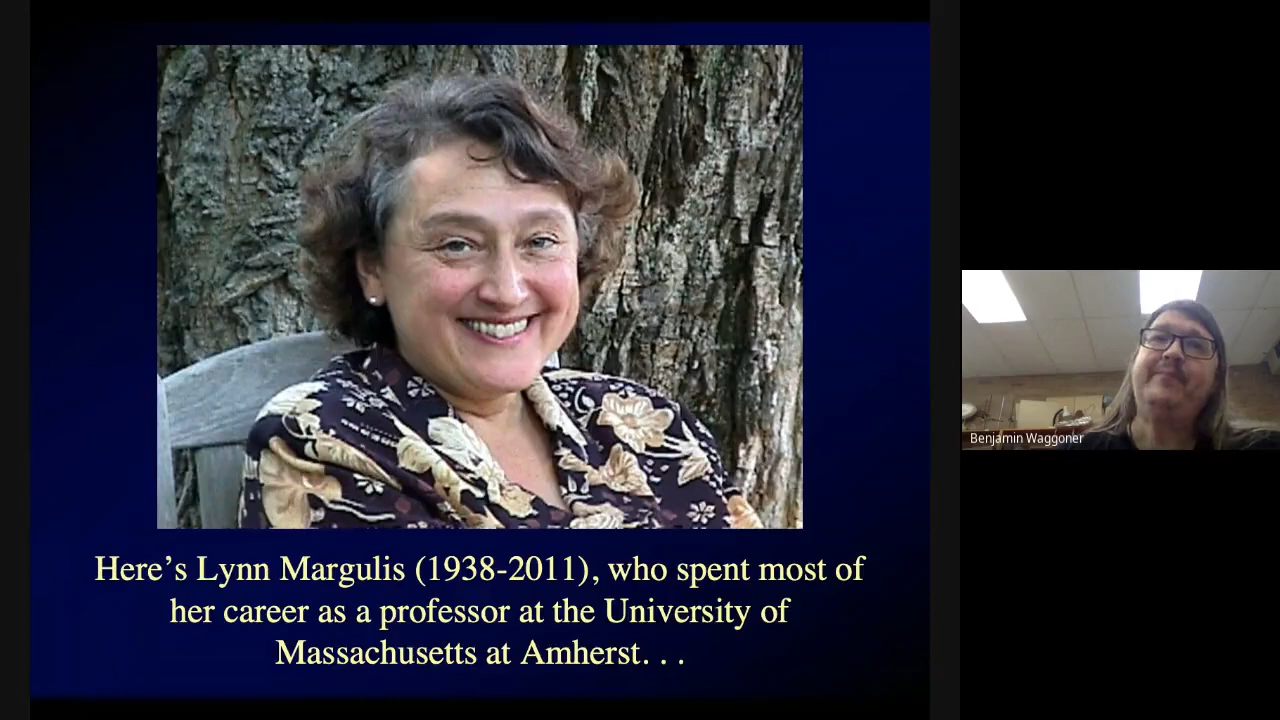 Here’s Lynn Margulis (1938-2011), who spent most of
her career as a professor at the University of
Massachusetts at Amherst. . .
Benjamin Waggoner